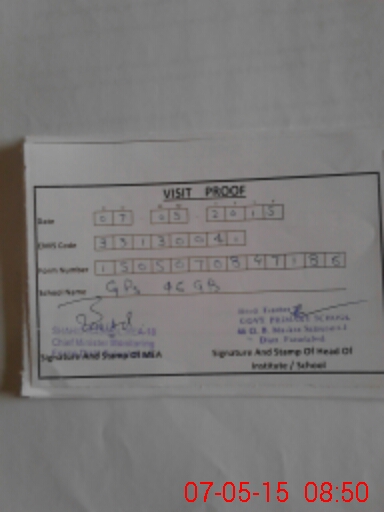 VISIT PROOF
Date 07 05 2015
EMIS Code 3313004
Form Number 1505070847186
School Name GPS 46 GB
Chief Minister Monitoring
GOVT. PRIMARY SCHOOL
Signature And Stamp Of MEA
Signature And Stamp Of Head Of
Institute / School
07-05-15 08:50